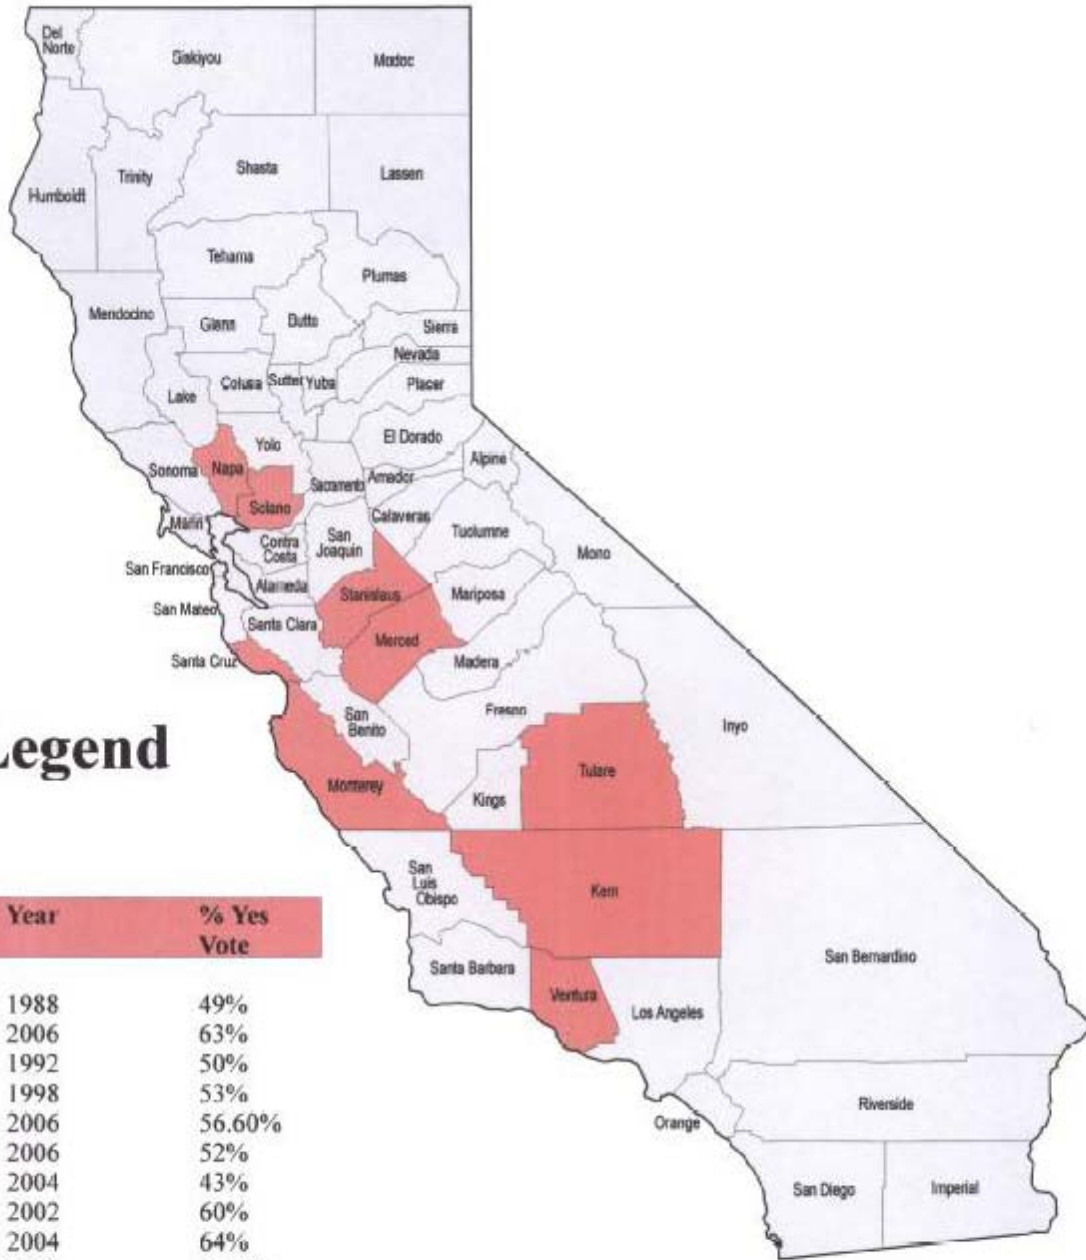 Del
Norte
Siskiyou
Modoc
Humboldt
Trinity
Shasta
Lassen
Tehama
Plumas
Mendocino
Glenn
Dutto
Sierra
Nevada
Lake
Colusa
Sutter
Yuba
Placer
Yolo
El Dorado
Sonoma
Napa
Sacramento
Amador
Alpine
Solano
Marin
Calaveras
Contra
Costa
San
Joaquin
Tuolumne
Mono
San Francisco
Alameda
Stanislaus
Mariposa
San Mateo
Santa Clara
Merced
Santa Cruz
Madera
San
Benito
Fresno
Inyo
Legend
Monterey
Kings
Tulare
San
Luis
Obispo
Kern
Santa Barbara
Ventura
Los Angeles
San Bernardino
Orange
Riverside
San Diego
Imperial
Year % Yes
Vote
1988 49%
2006 63%
1992 50%
1998 53%
2006 56.60%
2006 52%
2004 43%
2002 60%
2004 64%